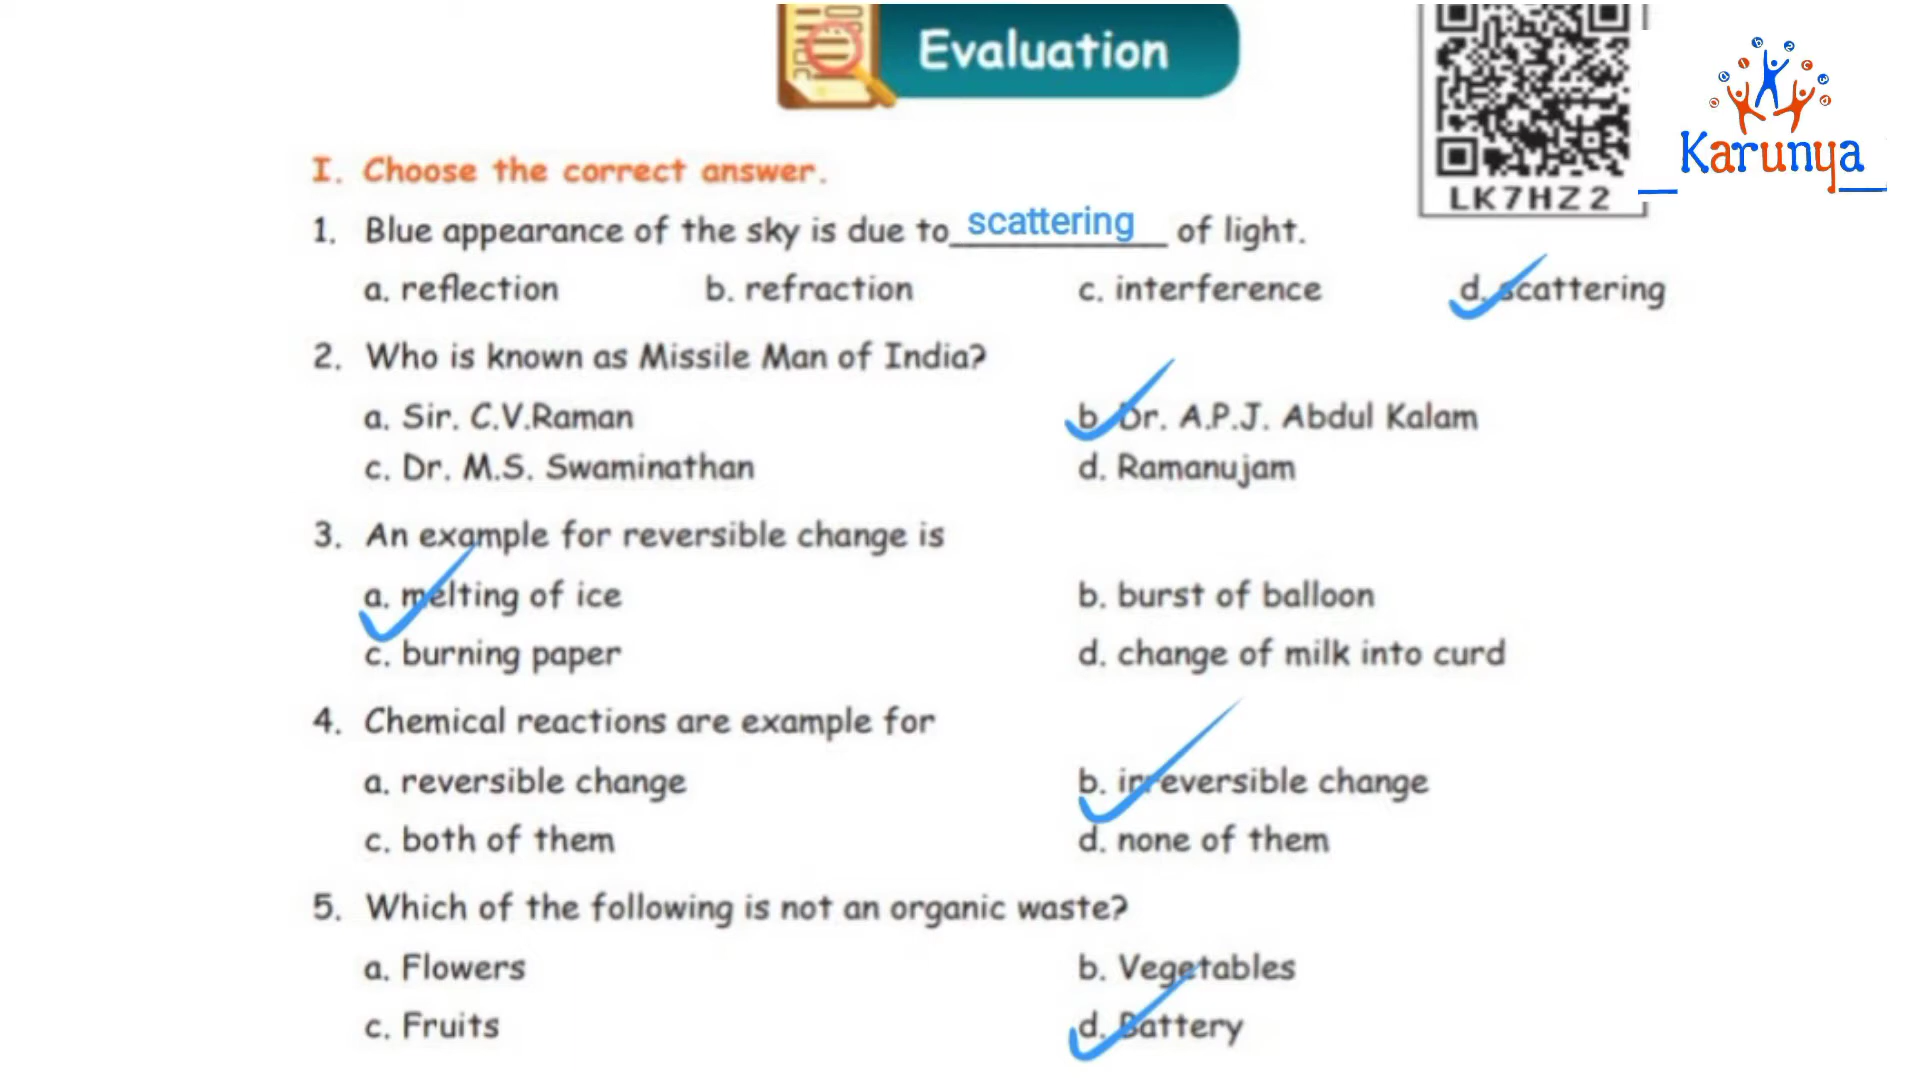 Evaluation
LK7HZ2
Karunya
I. Choose the correct answer.
1. Blue appearance of the sky is due to scattering of light.
a. reflection b. refraction c. interference d. scattering
2. Who is known as Missile Man of India?
a. Sir. C.V.Raman b. Dr. A.P.J. Abdul Kalam
c. Dr. M.S. Swaminathan d. Ramanujam
3. An example for reversible change is
a. melting of ice b. burst of balloon
c. burning paper d. change of milk into curd
4. Chemical reactions are example for
a. reversible change b. irreversible change
c. both of them d. none of them
5. Which of the following is not an organic waste?
a. Flowers b. Vegetables
c. Fruits d. Battery